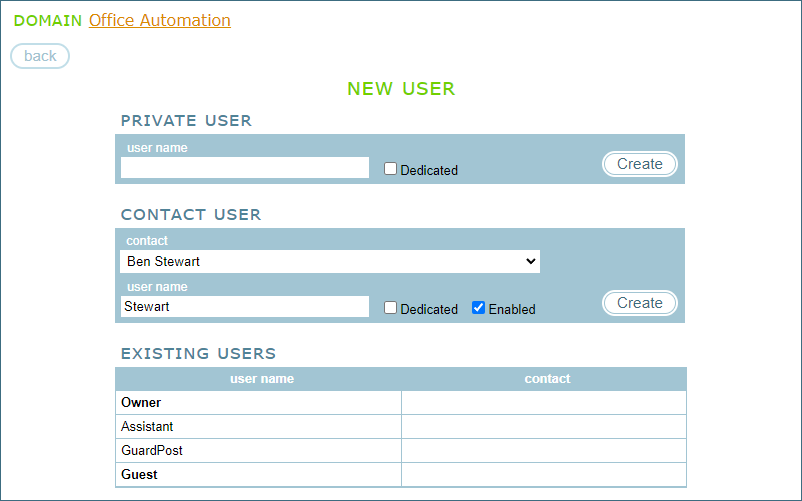 DOMAIN Office Automation
back
NEW USER
PRIVATE USER
user name
Dedicated
Create
CONTACT USER
contact
Ben Stewart
user name
Stewart Dedicated Enabled Create
EXISTING USERS
user name contact
Owner
Assistant
GuardPost
Guest